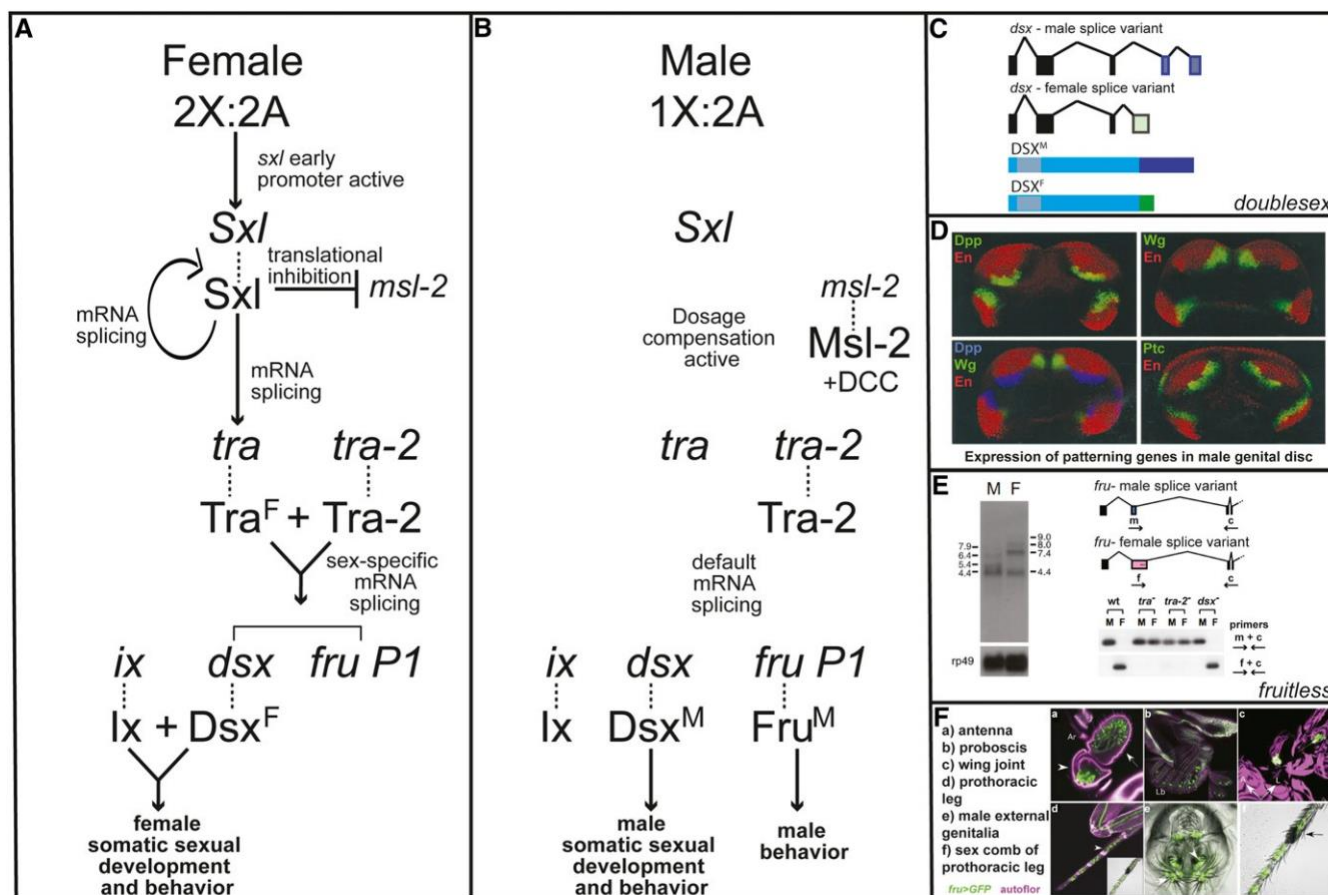 A
Female
2X:2A
sxl early
promoter active
Sxl
translational
inhibition
Sxl
msl-2
mRNA
splicing
mRNA
splicing
tra
tra-2
TraF + Tra-2
sex-specific
mRNA
splicing
ix
dsx
fru P1
Ix + DsxF
female
somatic sexual
development
and behavior
B
Male
1X:2A
Sxl
msl-2
Dosage
compensation
active
Msl-2
+DCC
tra
tra-2
Tra-2
default
mRNA
splicing
ix
dsx
fru P1
Ix
DsxM
FruM
male
somatic sexual
development
and behavior
male
behavior
C
dsx - male splice variant
dsx - female splice variant
DSXM
DSXF
doublesex
D
Dpp
En
Wg
En
Dpp
Wg
En
Ptc
En
Expression of patterning genes in male genital disc
E
M F
7.9
6.4
5.4
4.4
9.0
8.0
7.4
4.4
rp49
fru- male splice variant
m
c
fru- female splice variant
f
c
wt tra- tra-2- dsx-
M F M F M F M F
primers
m + c
f + c
fruitless
F
a) antenna
b) proboscis
c) wing joint
d) prothoracic
leg
e) male external
genitalia
f) sex comb of
prothoracic leg
fru>GFP autoflor
a
Ar
b
Lb
c
L
d
e